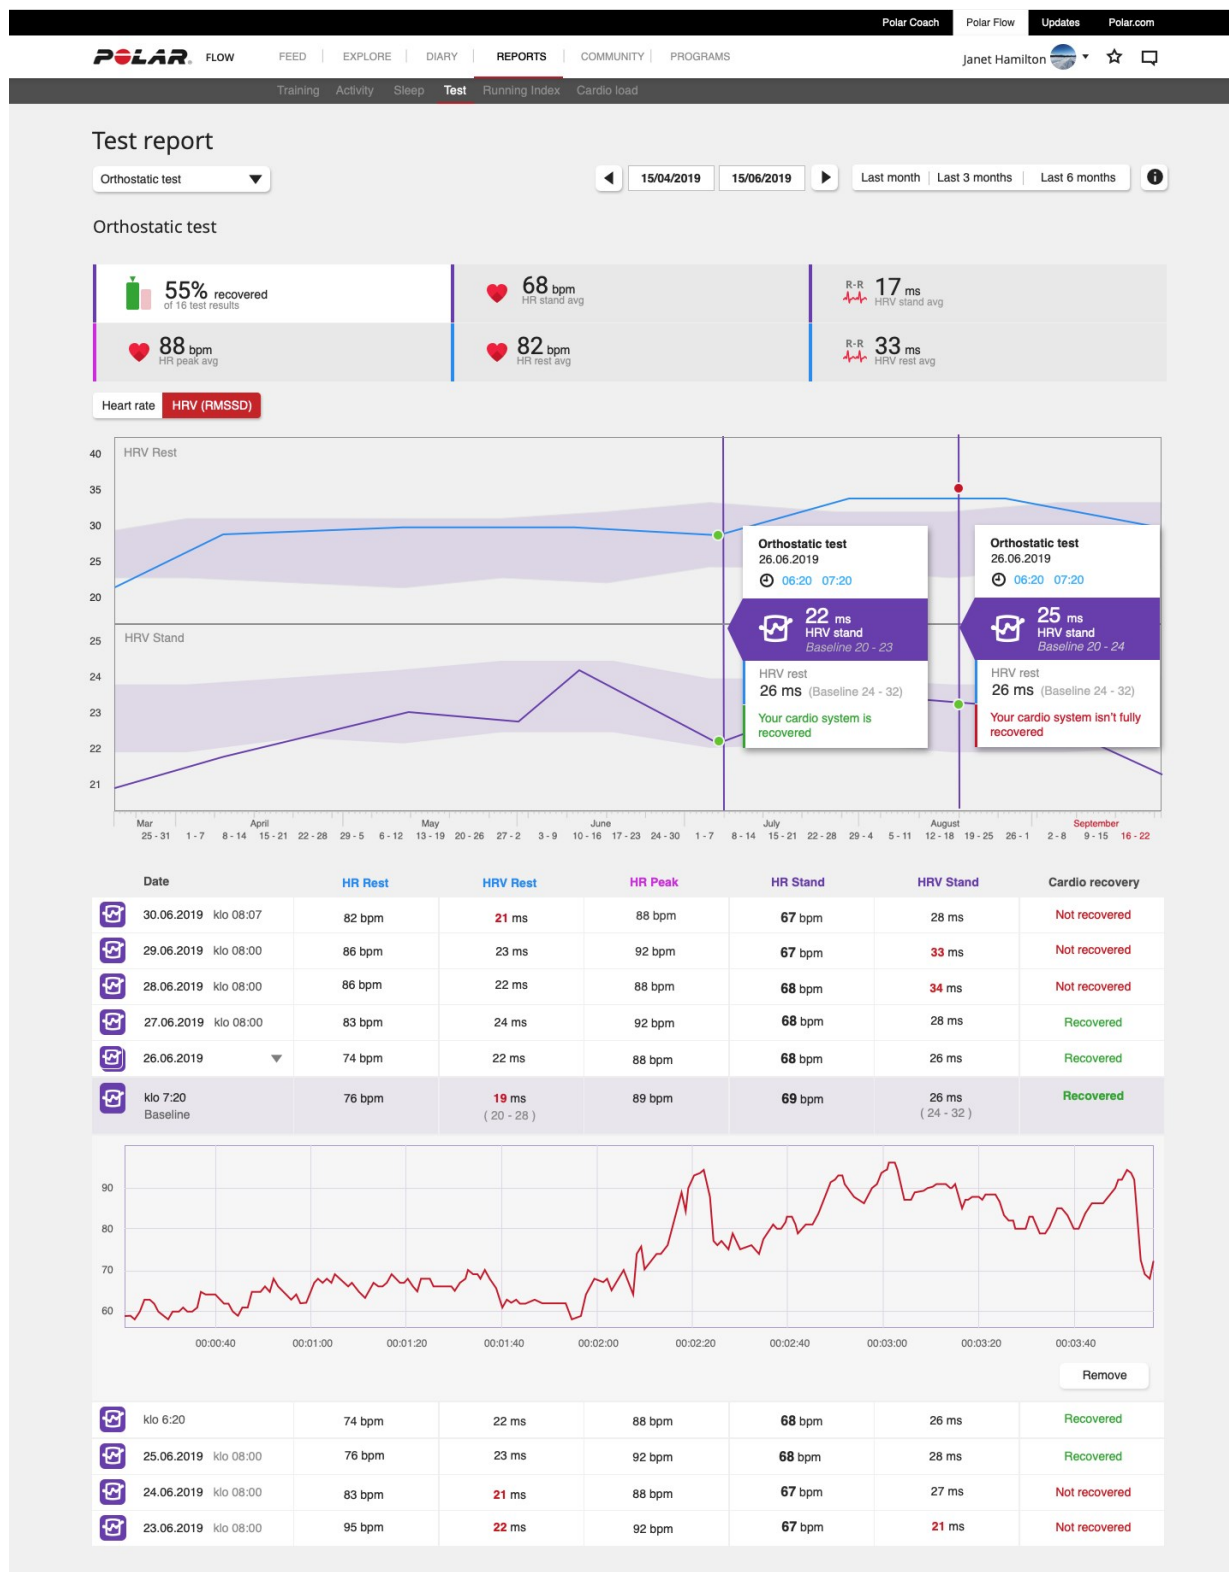 Polar Coach Polar Flow Updates Polar.com
POLAR. FLOW FEED EXPLORE DIARY REPORTS COMMUNITY PROGRAMS Janet Hamilton
Training Activity Sleep Test Running Index Cardio load
Test report
Orthostatic test 15/04/2019 15/06/2019 Last month Last 3 months Last 6 months
Orthostatic test
55% recovered
of 16 test results
68 bpm
HR stand avg
R-R 17 ms
HRV stand avg
88 bpm
HR peak avg
82 bpm
HR rest avg
R-R 33 ms
HRV rest avg
Heart rate HRV (RMSSD)
HRV Rest
40
35
30
25
20
HRV Stand
25
24
23
22
21
Orthostatic test
26.06.2019
06:20 07:20
22 ms
HRV stand
Baseline 20 - 23
HRV rest
26 ms (Baseline 24 - 32)
Your cardio system is
recovered
Orthostatic test
26.06.2019
06:20 07:20
25 ms
HRV stand
Baseline 20 - 24
HRV rest
26 ms (Baseline 24 - 32)
Your cardio system isn't fully
recovered
Mar April May June July August September
25 - 31 1 - 7 8 - 14 15 - 21 22 - 28 29 - 5 6 - 12 13 - 19 20 - 26 27 - 2 3 - 9 10 - 16 17 - 23 24 - 30 1 - 7 8 - 14 15 - 21 22 - 28 29 - 4 5 - 11 12 - 18 19 - 25 26 - 1 2 - 8 9 - 15 16 - 22
Date HR Rest HRV Rest HR Peak HR Stand HRV Stand Cardio recovery
30.06.2019 klo 08:07 82 bpm 21 ms 88 bpm 67 bpm 28 ms Not recovered
29.06.2019 klo 08:00 86 bpm 23 ms 92 bpm 67 bpm 33 ms Not recovered
28.06.2019 klo 08:00 86 bpm 22 ms 88 bpm 68 bpm 34 ms Not recovered
27.06.2019 klo 08:00 83 bpm 24 ms 92 bpm 68 bpm 28 ms Recovered
26.06.2019 74 bpm 22 ms 88 bpm 68 bpm 26 ms Recovered
klo 7:20 76 bpm 19 ms 89 bpm 69 bpm 26 ms Recovered
Baseline ( 20 - 28 ) ( 24 - 32 )
90
80
70
60
00:00:40 00:01:00 00:01:20 00:01:40 00:02:00 00:02:20 00:02:40 00:03:00 00:03:20 00:03:40
Remove
klo 6:20 74 bpm 22 ms 88 bpm 68 bpm 26 ms Recovered
25.06.2019 klo 08:00 76 bpm 23 ms 92 bpm 68 bpm 28 ms Recovered
24.06.2019 klo 08:00 83 bpm 21 ms 88 bpm 67 bpm 27 ms Not recovered
23.06.2019 klo 08:00 95 bpm 22 ms 92 bpm 67 bpm 21 ms Not recovered